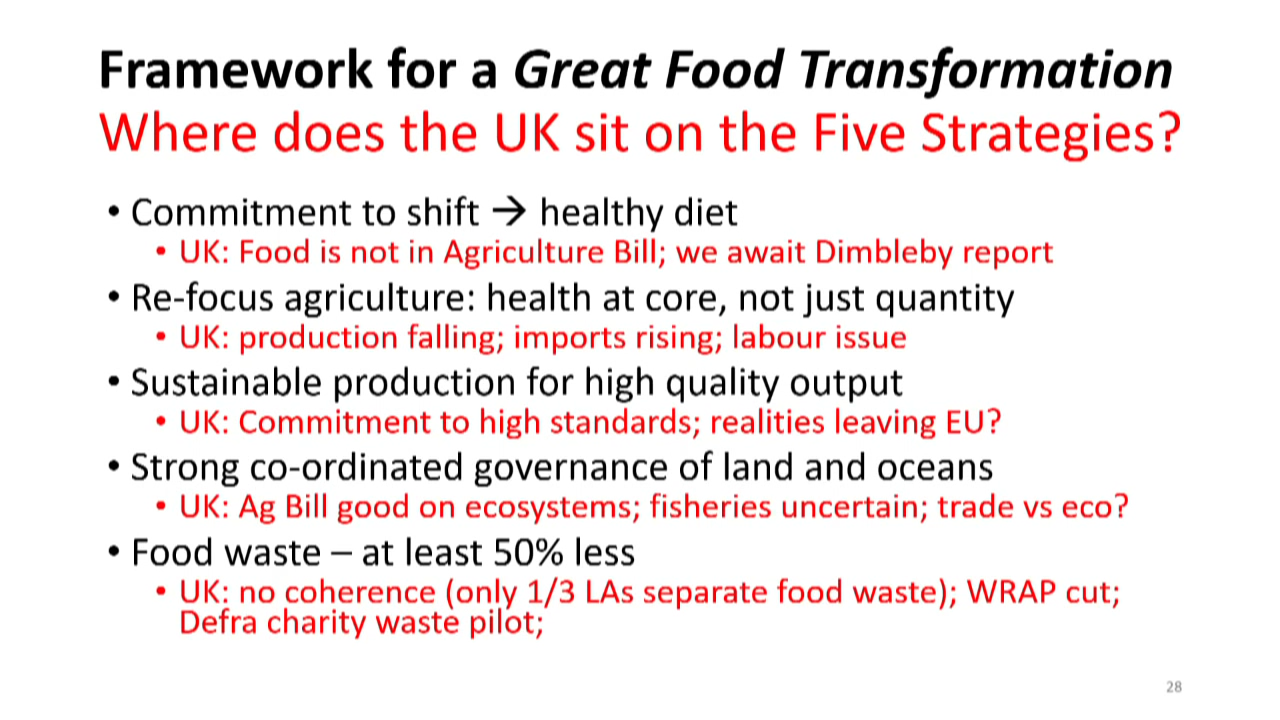 Framework for a Great Food Transformation
Where does the UK sit on the Five Strategies?
• Commitment to shift → healthy diet
• UK: Food is not in Agriculture Bill; we await Dimbleby report
• Re-focus agriculture: health at core, not just quantity
• UK: production falling; imports rising; labour issue
• Sustainable production for high quality output
• UK: Commitment to high standards; realities leaving EU?
• Strong co-ordinated governance of land and oceans
• UK: Ag Bill good on ecosystems; fisheries uncertain; trade vs eco?
• Food waste – at least 50% less
• UK: no coherence (only 1/3 LAs separate food waste); WRAP cut;
Defra charity waste pilot;
28